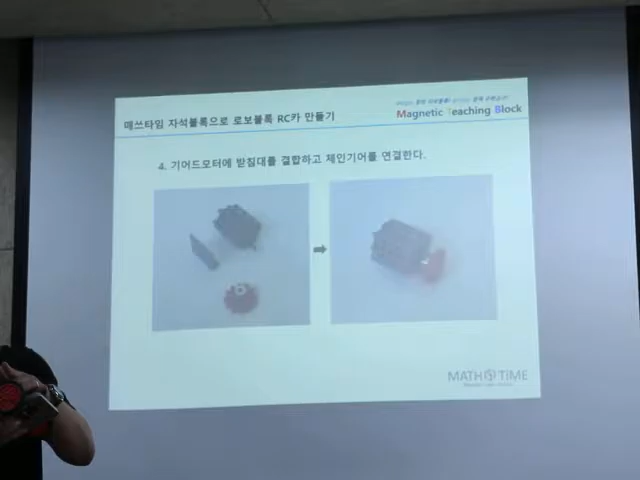 매쓰타임 자석블록으로 로보블록 RC카 만들기
Magnetic Teaching Block
4. 기어드모터에 받침대를 결합하고 체인기어를 연결한다.
MATH TIME